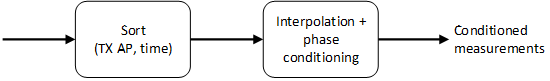 Sort
(TX AP, time)
Interpolation +
phase
conditioning
Conditioned
measurements